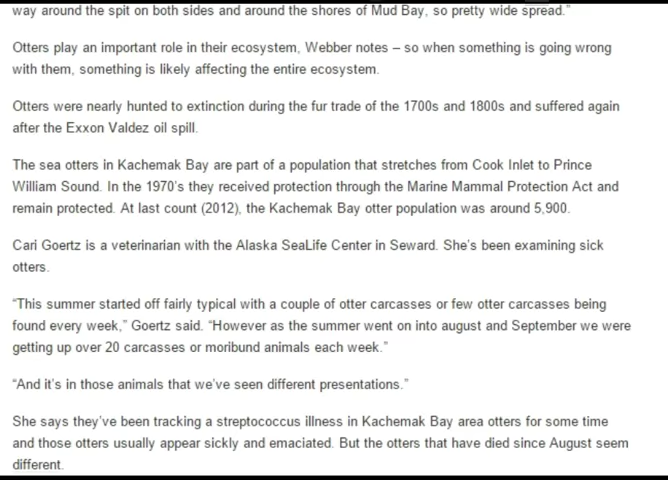 way around the spit on both sides and around the shores of Mud Bay, so pretty wide spread.”
Otters play an important role in their ecosystem, Webber notes – so when something is going wrong
with them, something is likely affecting the entire ecosystem.
Otters were nearly hunted to extinction during the fur trade of the 1700s and 1800s and suffered again
after the Exxon Valdez oil spill.
The sea otters in Kachemak Bay are part of a population that stretches from Cook Inlet to Prince
William Sound. In the 1970’s they received protection through the Marine Mammal Protection Act and
remain protected. At last count (2012), the Kachemak Bay otter population was around 5,900.
Cari Goertz is a veterinarian with the Alaska SeaLife Center in Seward. She’s been examining sick
otters.
“This summer started off fairly typical with a couple of otter carcasses or few otter carcasses being
found every week,” Goertz said. “However as the summer went on into august and September we were
getting up over 20 carcasses or moribund animals each week.”
“And it’s in those animals that we’ve seen different presentations.”
She says they’ve been tracking a streptococcus illness in Kachemak Bay area otters for some time
and those otters usually appear sickly and emaciated. But the otters that have died since August seem
different.